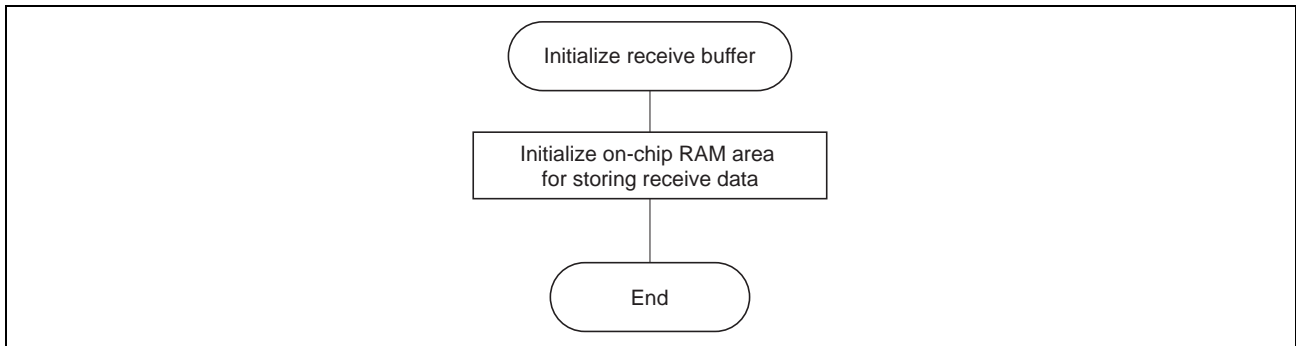 Initialize receive buffer
Initialize on-chip RAM area
for storing receive data
End